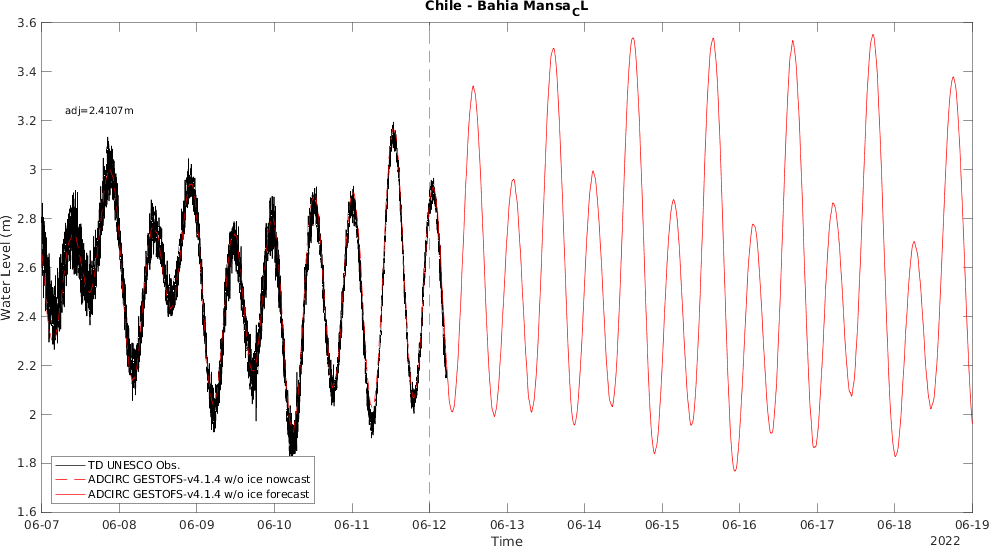 Chile - Bahia Mansa_CL
3.6
3.4
3.2
3
2.8
2.6
2.4
2.2
2
1.8
1.6
Water Level (m)
adj=2.4107m
TD UNESCO Obs.
ADCIRC GESTOFS-v4.1.4 w/o ice nowcast
ADCIRC GESTOFS-v4.1.4 w/o ice forecast
06-07 06-08 06-09 06-10 06-11 06-12 06-13 06-14 06-15 06-16 06-17 06-18 06-19
Time
2022